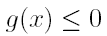 g(x) ≤ 0